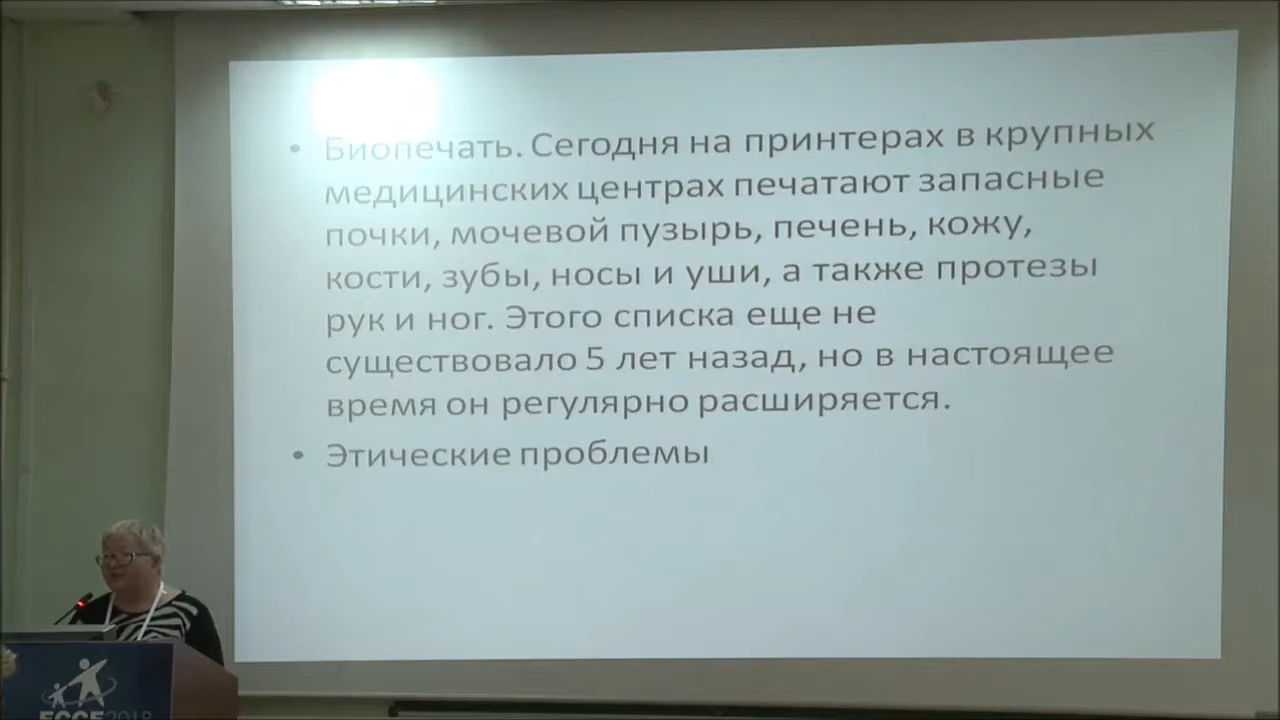 • Биопечать. Сегодня на принтерах в крупных
медицинских центрах печатают запасные
почки, мочевой пузырь, печень, кожу,
кости, зубы, носы и уши, а также протезы
рук и ног. Этого списка еще не
существовало 5 лет назад, но в настоящее
время он регулярно расширяется.
• Этические проблемы
ECCE2018